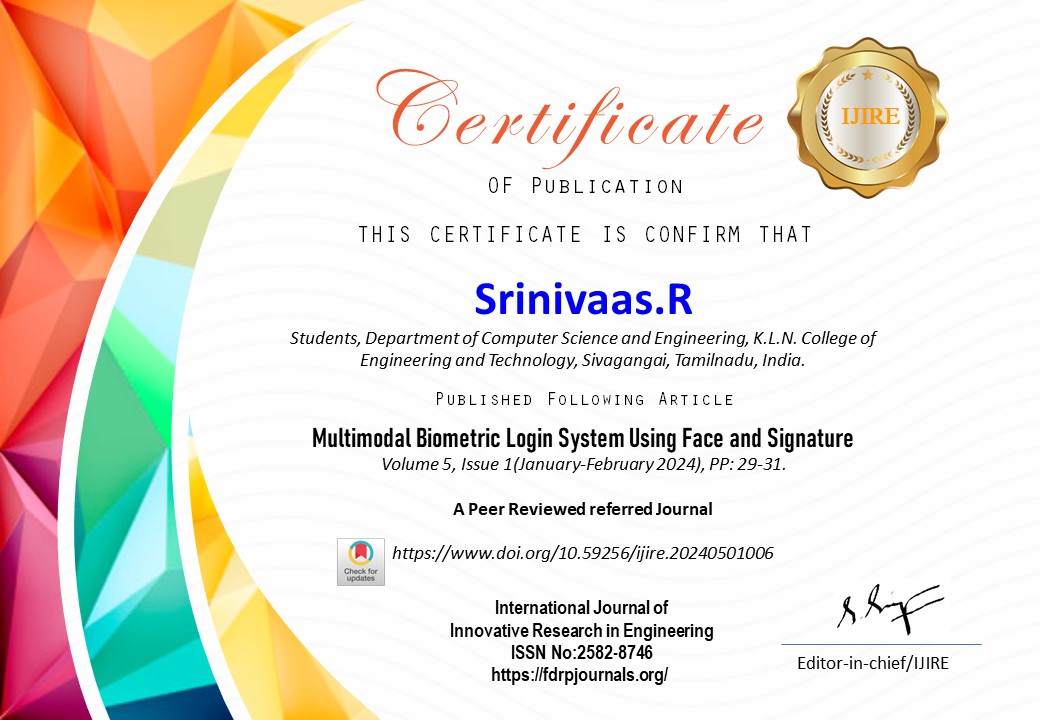 Certificate
IJIRE
OF PUBLICATION
THIS CERTIFICATE IS CONFIRM THAT
Srinivaas.R
Students, Department of Computer Science and Engineering, K.L.N. College of
Engineering and Technology, Sivagangai, Tamilnadu, India.
PUBLISHED FOLLOWING ARTICLE
Multimodal Biometric Login System Using Face and Signature
Volume 5, Issue 1(January-February 2024), PP: 29-31.
A Peer Reviewed referred Journal
Check for
updates
https://www.doi.org/10.59256/ijire.20240501006
International Journal of
Innovative Research in Engineering
ISSN No:2582-8746
https://fdrpjournals.org/
Editor-in-chief/IJIRE